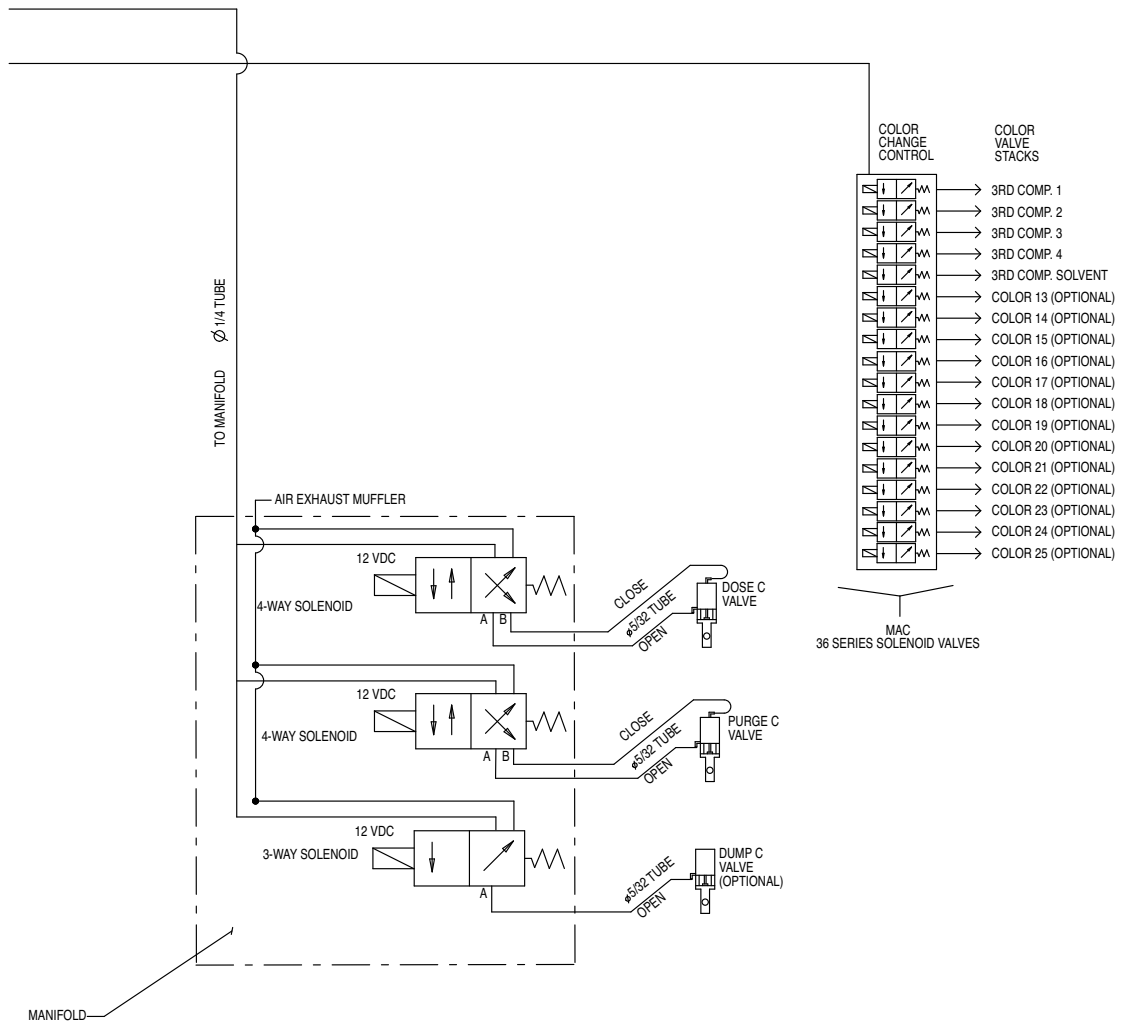 COLOR
CHANGE
CONTROL
COLOR
VALVE
STACKS
3RD COMP. 1
3RD COMP. 2
3RD COMP. 3
3RD COMP. 4
3RD COMP. SOLVENT
COLOR 13 (OPTIONAL)
COLOR 14 (OPTIONAL)
COLOR 15 (OPTIONAL)
COLOR 16 (OPTIONAL)
COLOR 17 (OPTIONAL)
COLOR 18 (OPTIONAL)
COLOR 19 (OPTIONAL)
COLOR 20 (OPTIONAL)
COLOR 21 (OPTIONAL)
COLOR 22 (OPTIONAL)
COLOR 23 (OPTIONAL)
COLOR 24 (OPTIONAL)
COLOR 25 (OPTIONAL)
MAC
36 SERIES SOLENOID VALVES
TO MANIFOLD Ø 1/4 TUBE
AIR EXHAUST MUFFLER
12 VDC
4-WAY SOLENOID
A B
CLOSE
ø5/32 TUBE
OPEN
DOSE C
VALVE
12 VDC
4-WAY SOLENOID
A B
CLOSE
ø5/32 TUBE
OPEN
PURGE C
VALVE
12 VDC
3-WAY SOLENOID
A
ø5/32 TUBE
OPEN
DUMP C
VALVE
(OPTIONAL)
MANIFOLD